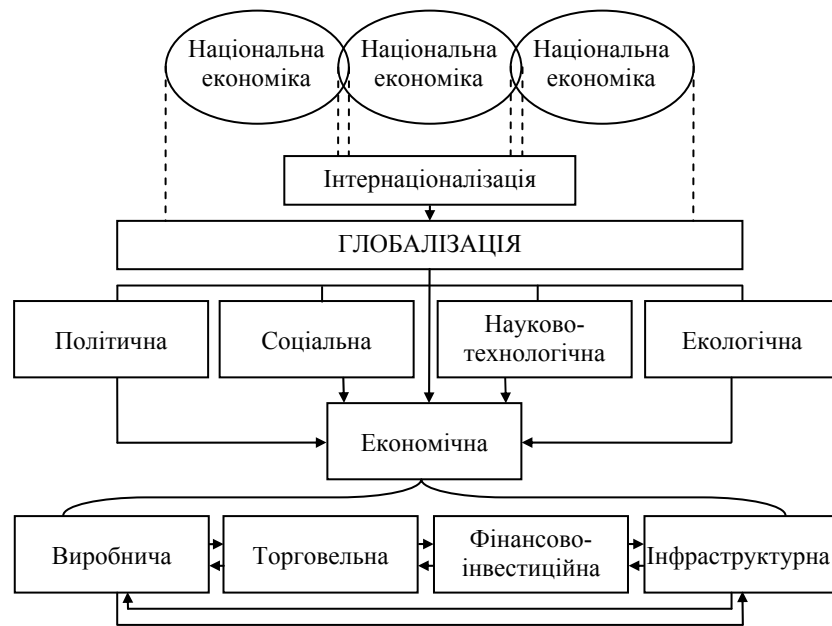 Національна
економіка
Національна
економіка
Національна
економіка
Інтернаціоналізація
ГЛОБАЛІЗАЦІЯ
Політична
Соціальна
Науково-
технологічна
Екологічна
Економічна
Виробнича
Торговельна
Фінансово-
інвестиційна
Інфраструктурна